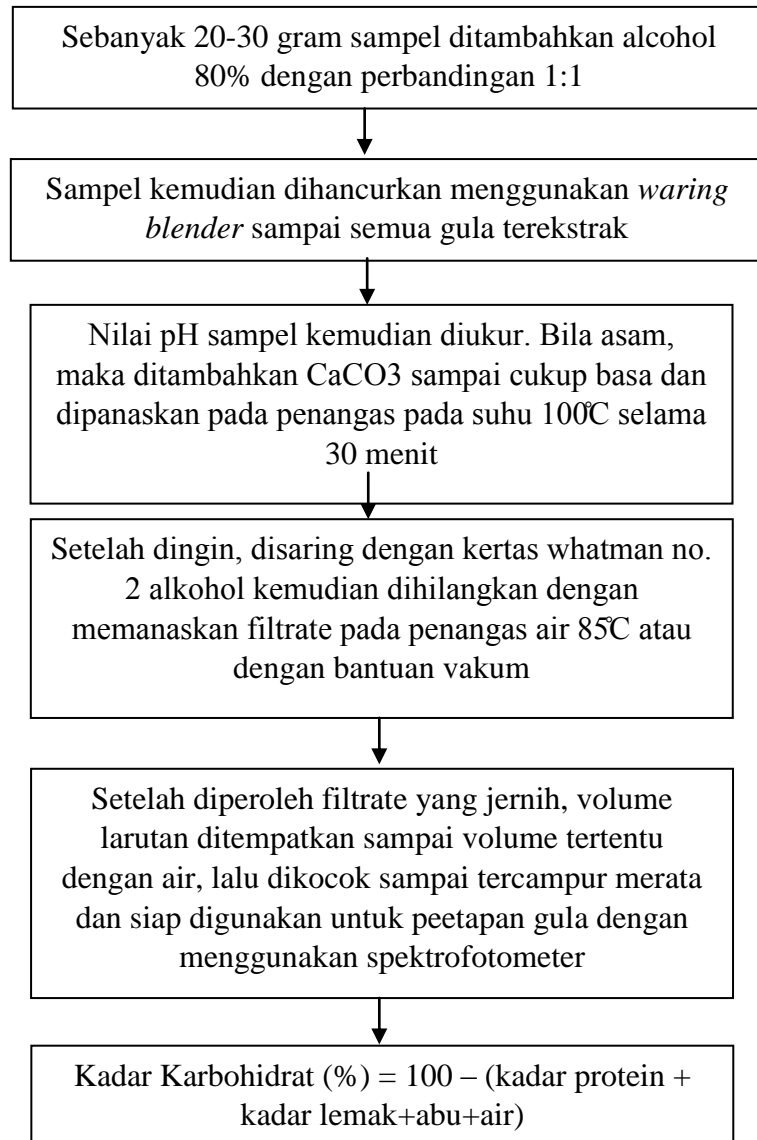 Sebanyak 20-30 gram sampel ditambahkan alcohol
80% dengan perbandingan 1:1
Sampel kemudian dihancurkan menggunakan waring
blender sampai semua gula terekstrak
Nilai pH sampel kemudian diukur. Bila asam,
maka ditambahkan CaCO3 sampai cukup basa dan
dipanaskan pada penangas pada suhu 100°C selama
30 menit
Setelah dingin, disaring dengan kertas whatman no.
2 alkohol kemudian dihilangkan dengan
memanaskan filtrate pada penangas air 85°C atau
dengan bantuan vakum
Setelah diperoleh filtrate yang jernih, volume
larutan ditempatkan sampai volume tertentu
dengan air, lalu dikocok sampai tercampur merata
dan siap digunakan untuk peetapan gula dengan
menggunakan spektrofotometer
Kadar Karbohidrat (%) = 100 – (kadar protein +
kadar lemak+abu+air)